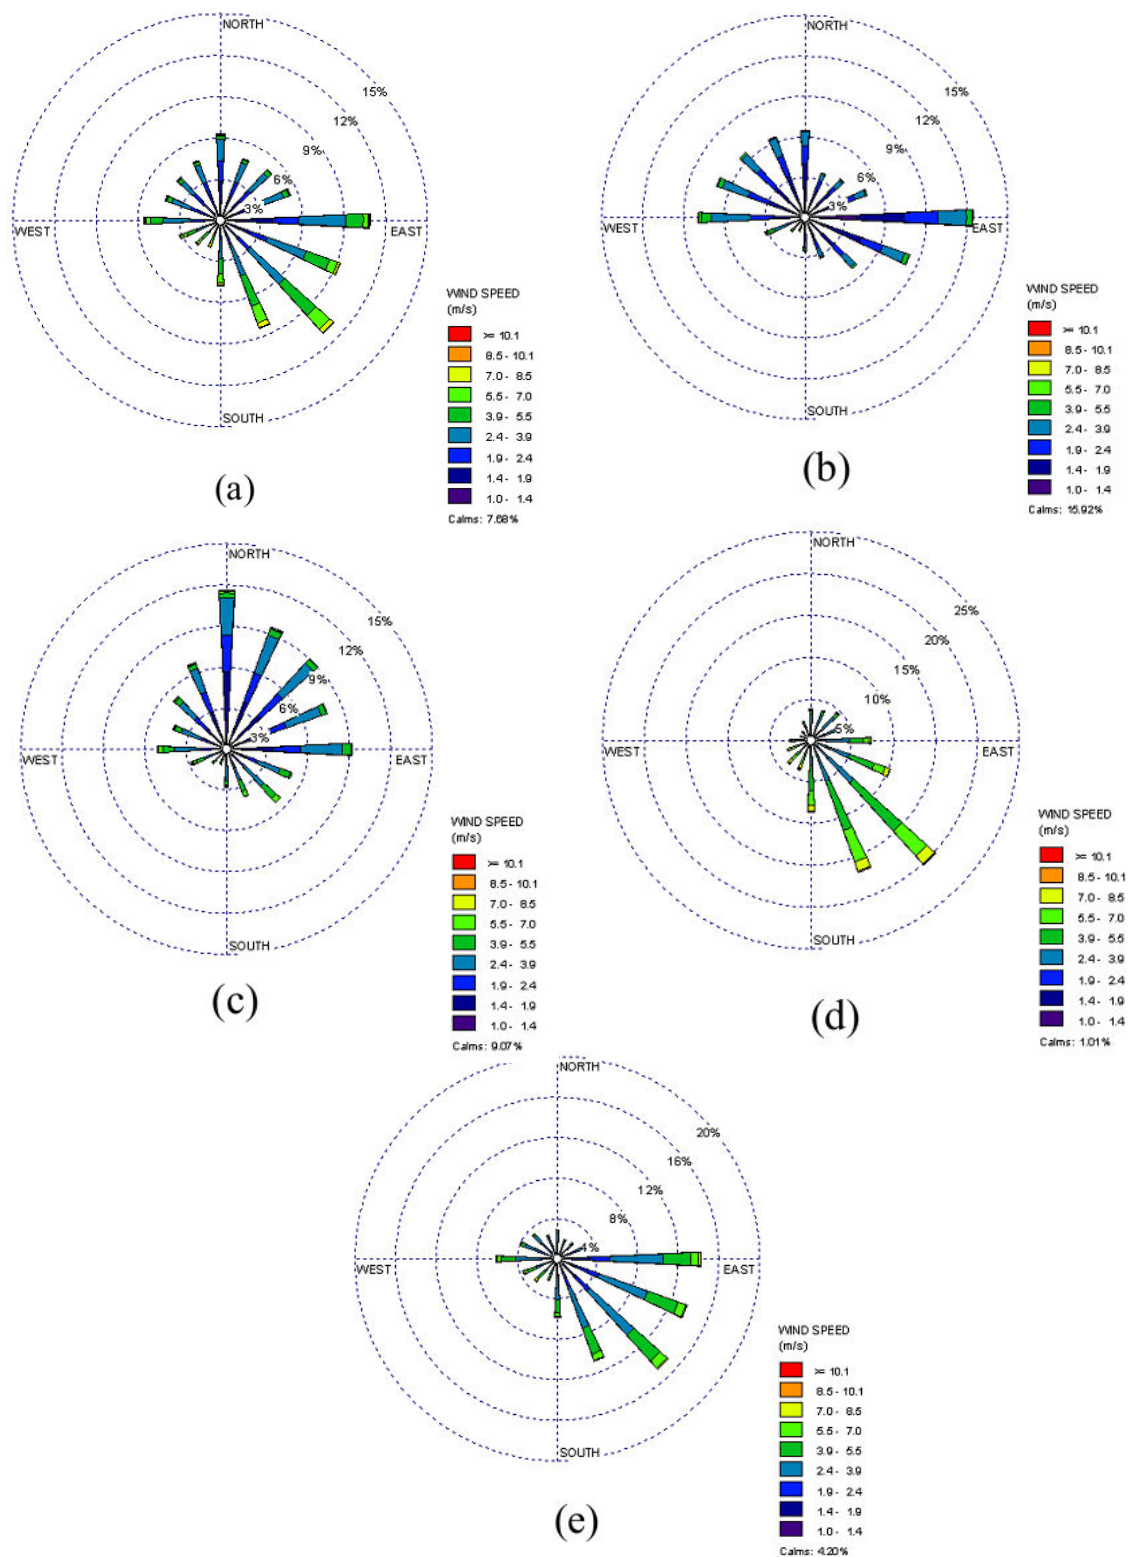 NORTH
15%
12%
9%
6%
3%
WEST
EAST
SOUTH
WIND SPEED
(m/s)
>= 10.1
8.5 - 10.1
7.0 - 8.5
5.5 - 7.0
3.9 - 5.5
2.4 - 3.9
1.9 - 2.4
1.4 - 1.9
1.0 - 1.4
Calms: 7.68%
(a)
NORTH
15%
12%
9%
6%
3%
WEST
EAST
SOUTH
WIND SPEED
(m/s)
>= 10.1
8.5 - 10.1
7.0 - 8.5
5.5 - 7.0
3.9 - 5.5
2.4 - 3.9
1.9 - 2.4
1.4 - 1.9
1.0 - 1.4
Calms: 15.92%
(b)
NORTH
15%
12%
9%
6%
3%
WEST
EAST
SOUTH
WIND SPEED
(m/s)
>= 10.1
8.5 - 10.1
7.0 - 8.5
5.5 - 7.0
3.9 - 5.5
2.4 - 3.9
1.9 - 2.4
1.4 - 1.9
1.0 - 1.4
Calms: 9.07%
(c)
NORTH
25%
20%
15%
10%
5%
WEST
EAST
SOUTH
WIND SPEED
(m/s)
>= 10.1
8.5 - 10.1
7.0 - 8.5
5.5 - 7.0
3.9 - 5.5
2.4 - 3.9
1.9 - 2.4
1.4 - 1.9
1.0 - 1.4
Calms: 1.01%
(d)
NORTH
20%
16%
12%
8%
4%
WEST
EAST
SOUTH
WIND SPEED
(m/s)
>= 10.1
8.5 - 10.1
7.0 - 8.5
5.5 - 7.0
3.9 - 5.5
2.4 - 3.9
1.9 - 2.4
1.4 - 1.9
1.0 - 1.4
Calms: 4.20%
(e)